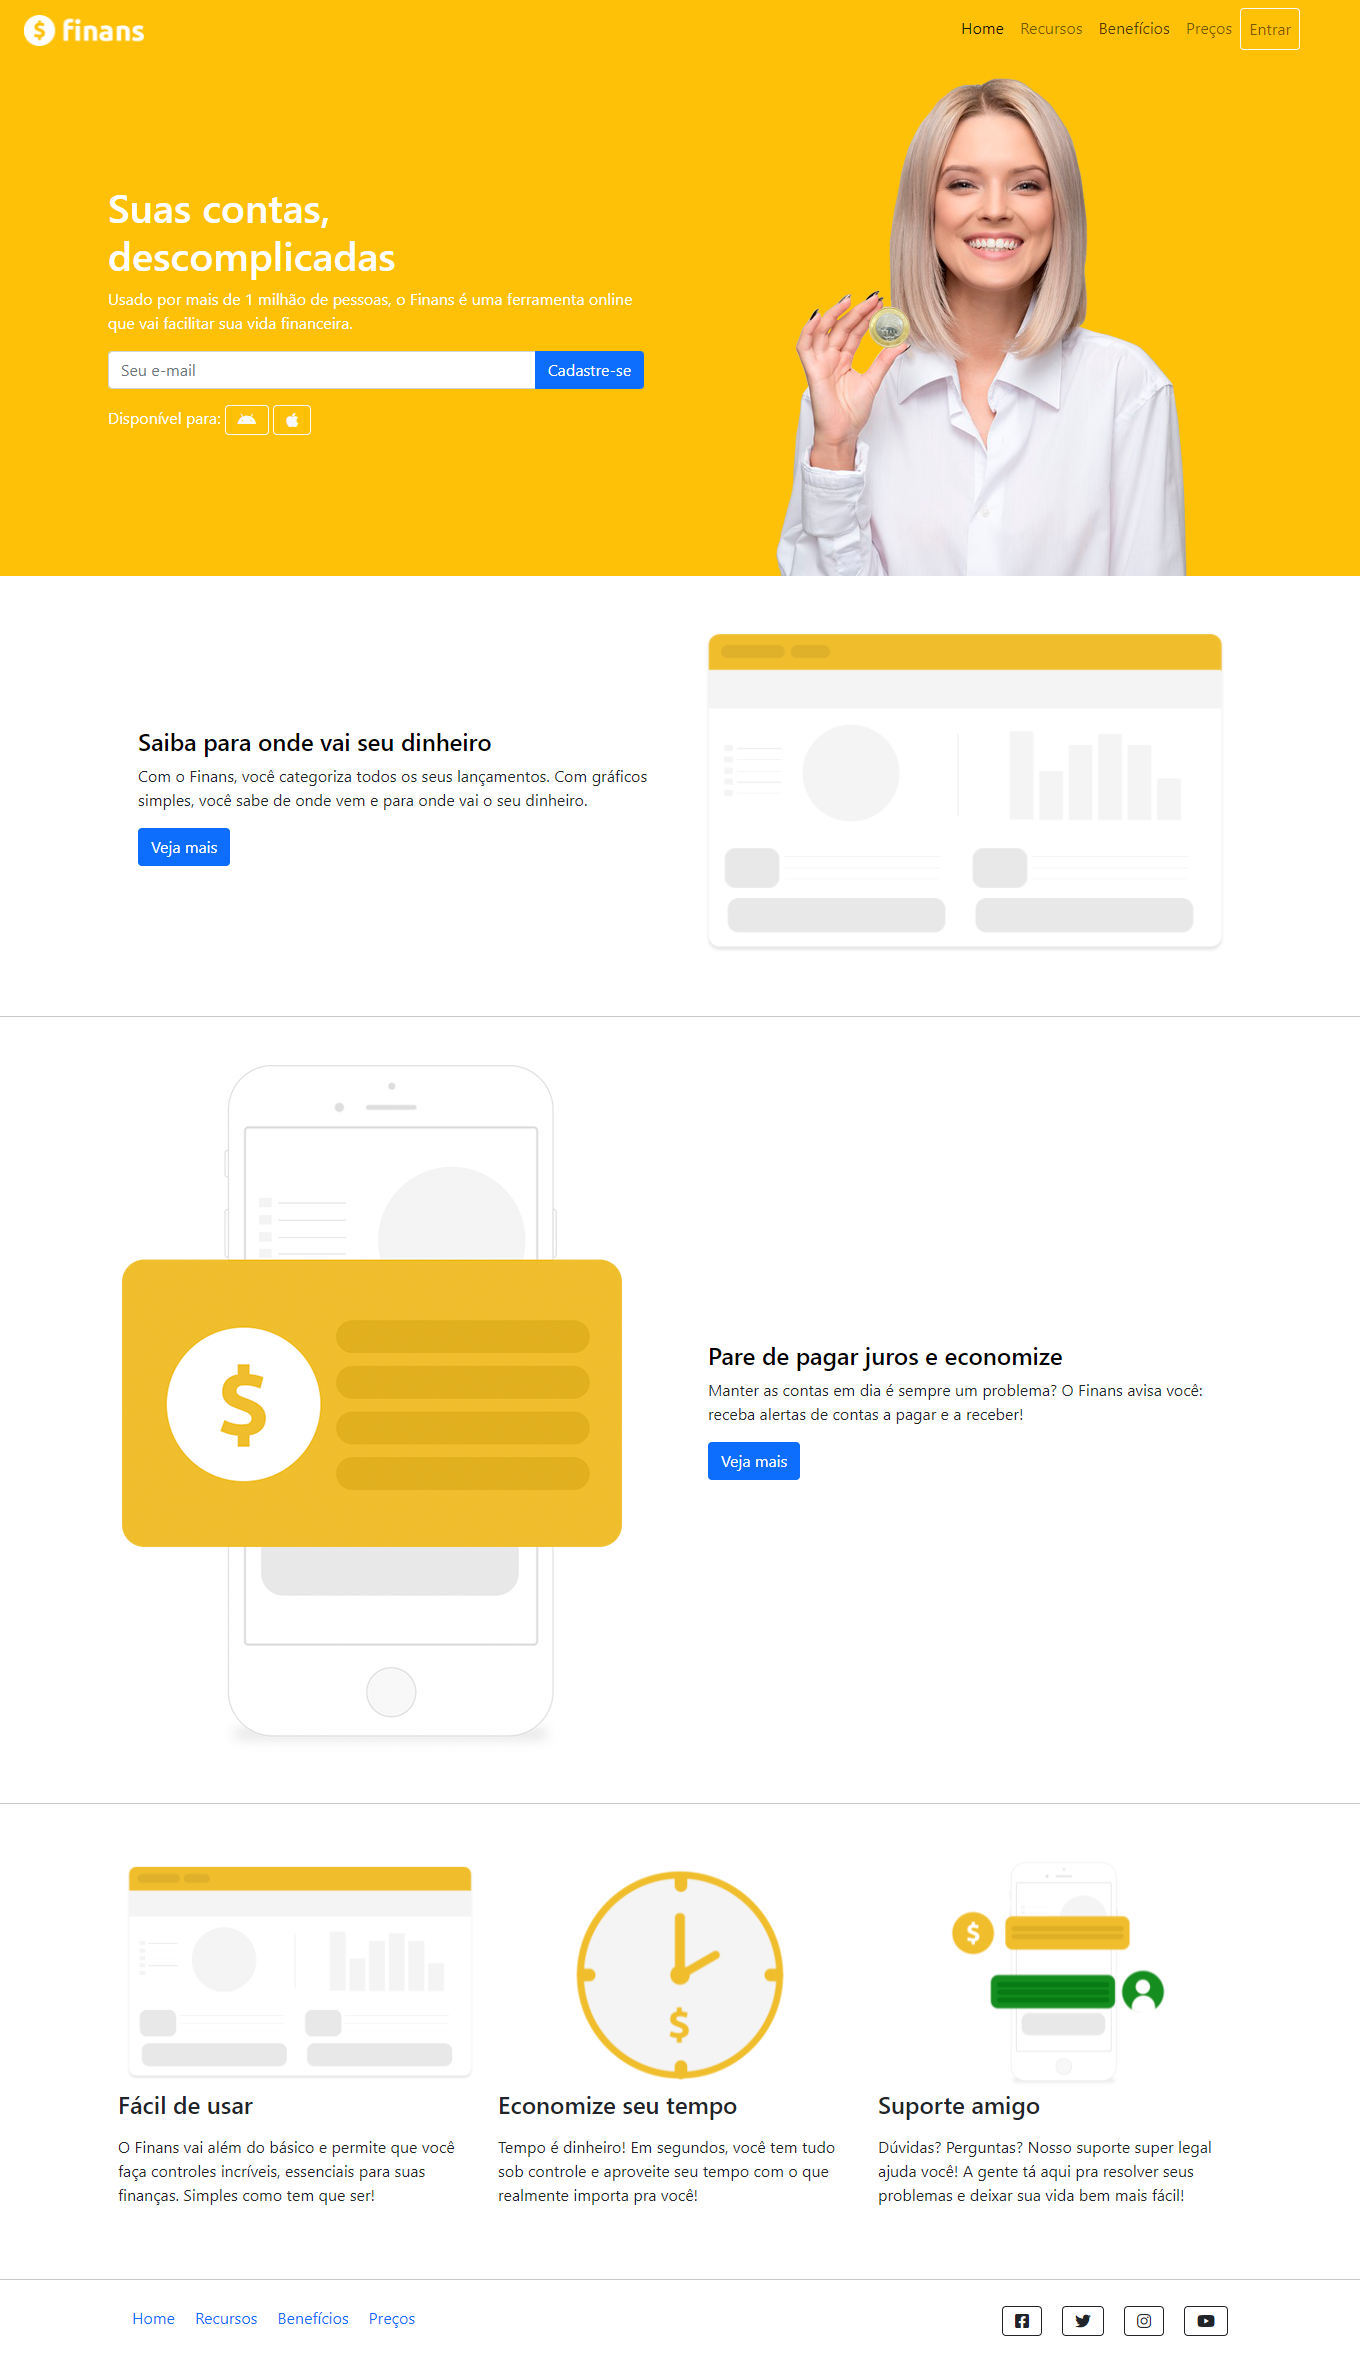 $ finans
Home Recursos Benefícios Preços Entrar
Suas contas,
descomplicadas
Usado por mais de 1 milhão de pessoas, o Finans é uma ferramenta online
que vai facilitar sua vida financeira.
Seu e-mail Cadastre-se
Disponível para:
Saiba para onde vai seu dinheiro
Com o Finans, você categoriza todos os seus lançamentos. Com gráficos
simples, você sabe de onde vem e para onde vai o seu dinheiro.
Veja mais
$
Pare de pagar juros e economize
Manter as contas em dia é sempre um problema? O Finans avisa você:
receba alertas de contas a pagar e a receber!
Veja mais
$
$
Fácil de usar
O Finans vai além do básico e permite que você
faça controles incríveis, essenciais para suas
finanças. Simples como tem que ser!
Economize seu tempo
Tempo é dinheiro! Em segundos, você tem tudo
sob controle e aproveite seu tempo com o que
realmente importa pra você!
Suporte amigo
Dúvidas? Perguntas? Nosso suporte super legal
ajuda você! A gente tá aqui pra resolver seus
problemas e deixar sua vida bem mais fácil!
Home Recursos Benefícios Preços